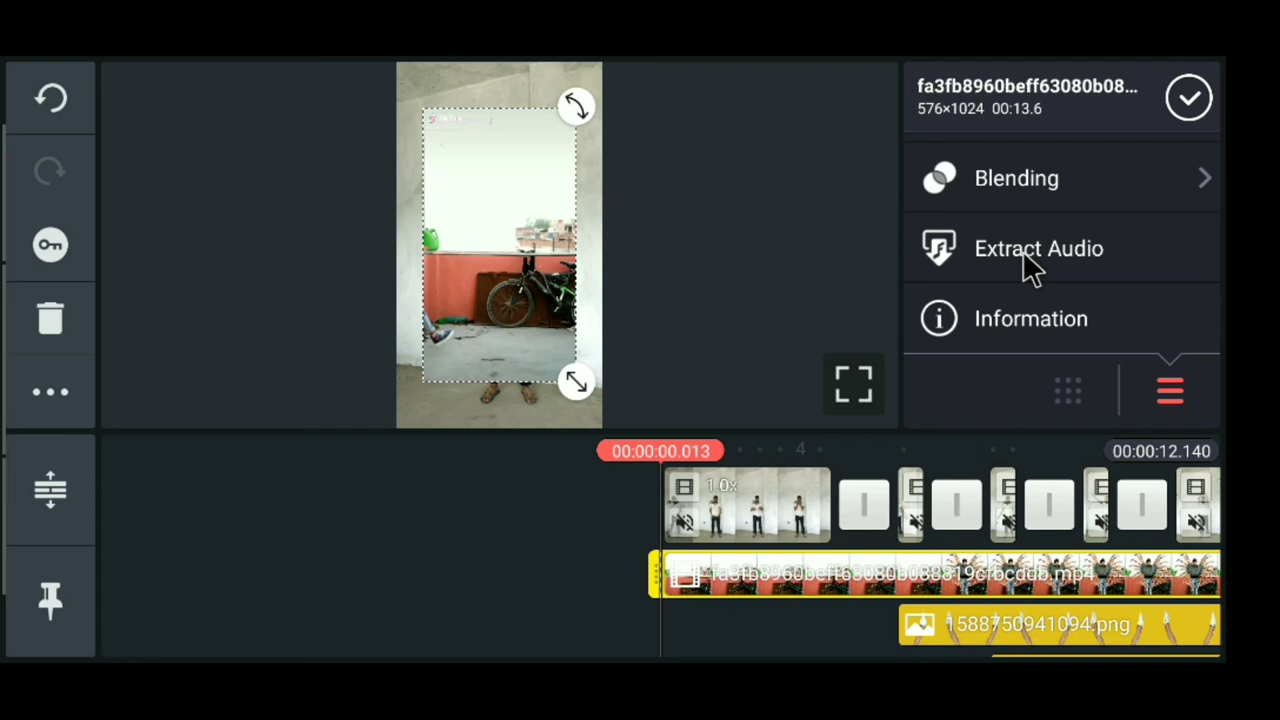 fa3fb8960beff63080b08...
576×1024 00:13.6
Blending
Extract Audio
Information
00:00:00.013
4
00:00:12.140
1.0x
fa3fb8960beff63080b088819cfbcddb.mp4
1588750941094.png